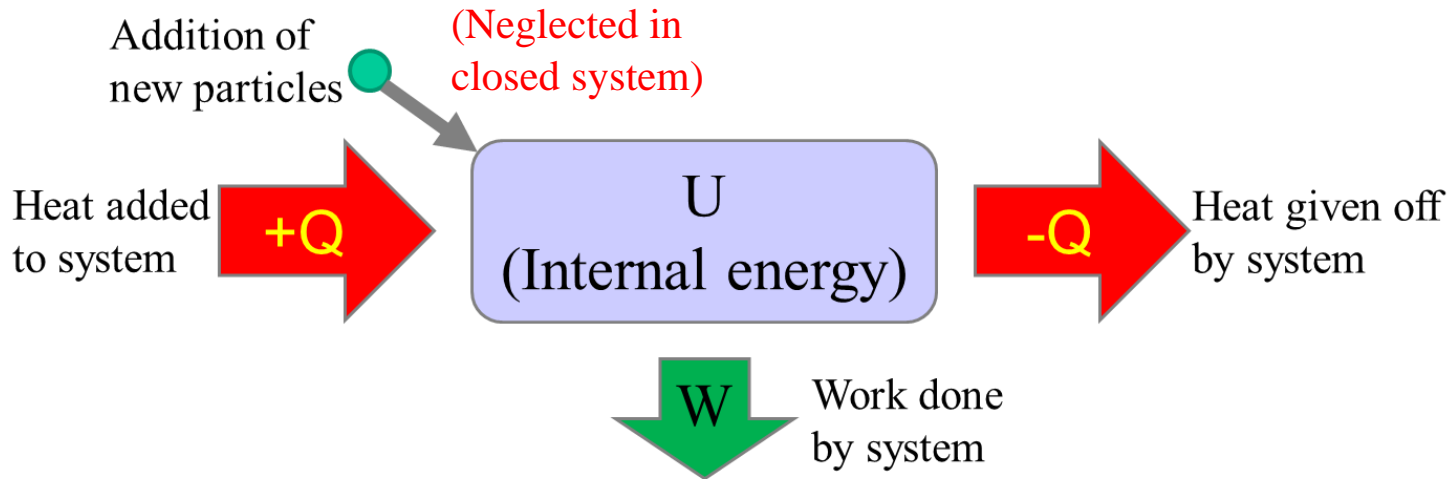 Addition of
new particles
(Neglected in
closed system)
Heat added
to system
+Q
U
(Internal energy)
-Q
Heat given off
by system
W
Work done
by system